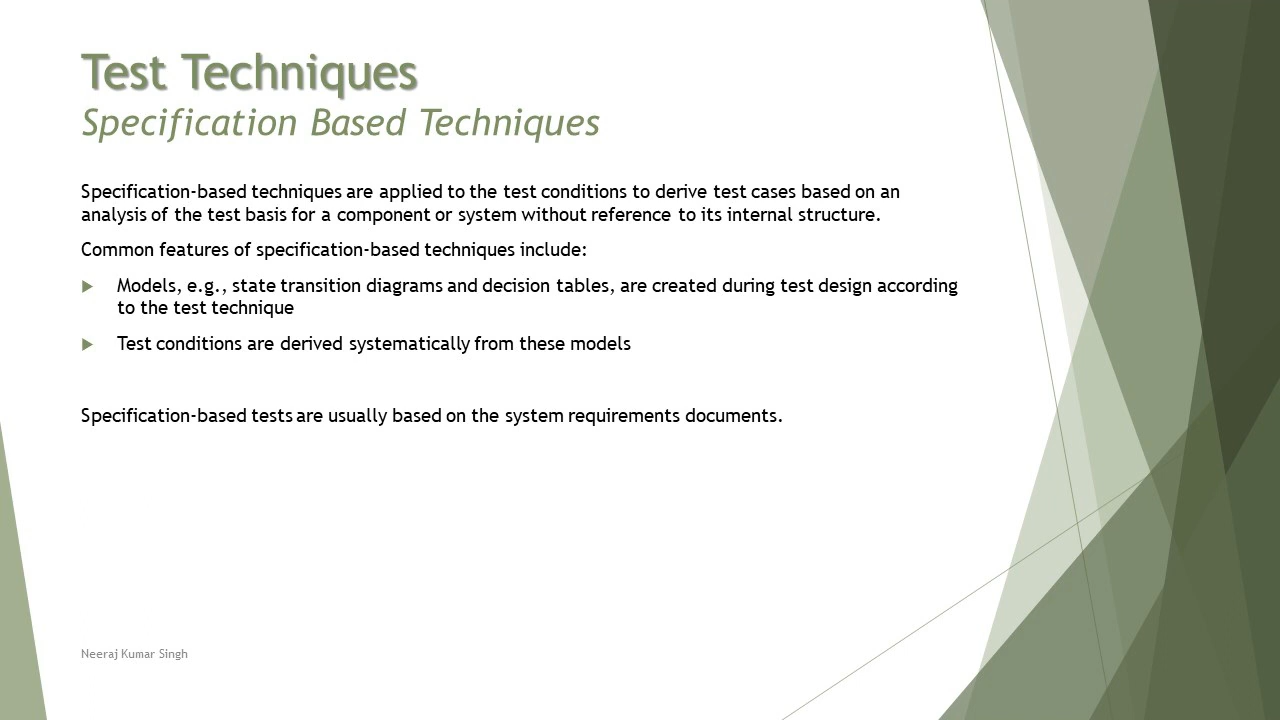 Test Techniques
Specification Based Techniques
Specification-based techniques are applied to the test conditions to derive test cases based on an
analysis of the test basis for a component or system without reference to its internal structure.
Common features of specification-based techniques include:
Models, e.g., state transition diagrams and decision tables, are created during test design according
to the test technique
Test conditions are derived systematically from these models
Specification-based tests are usually based on the system requirements documents.
Neeraj Kumar Singh